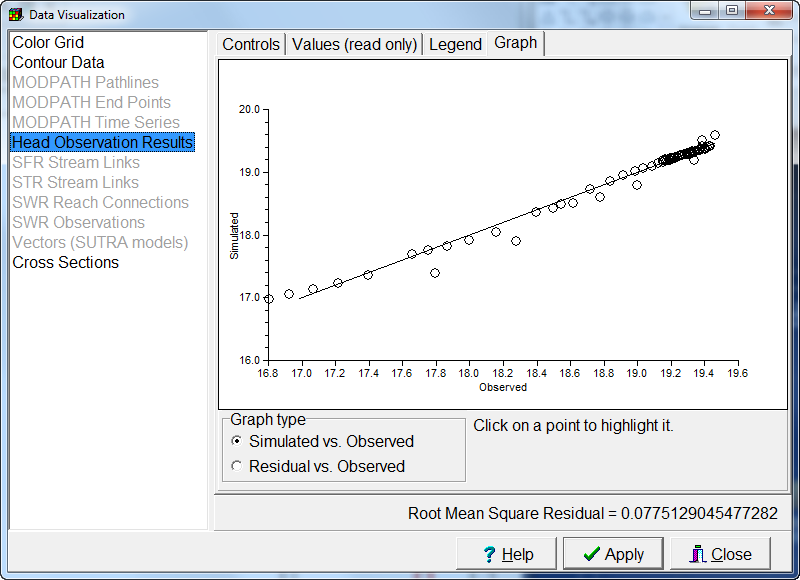 Data Visualization
Color Grid
Contour Data
MODPATH Pathlines
MODPATH End Points
MODPATH Time Series
Head Observation Results
SFR Stream Links
STR Stream Links
SWR Reach Connections
SWR Observations
Vectors (SUTRA models)
Cross Sections
Controls Values (read only) Legend Graph
20.0
19.0
18.0
17.0
16.0
Simulated
16.8 17.0 17.2 17.4 17.6 17.8 18.0 18.2 18.4 18.6 18.8 19.0 19.2 19.4 19.6
Observed
Graph type
Simulated vs. Observed
Residual vs. Observed
Click on a point to highlight it.
Root Mean Square Residual = 0.0775129045477282
? Help Apply Close